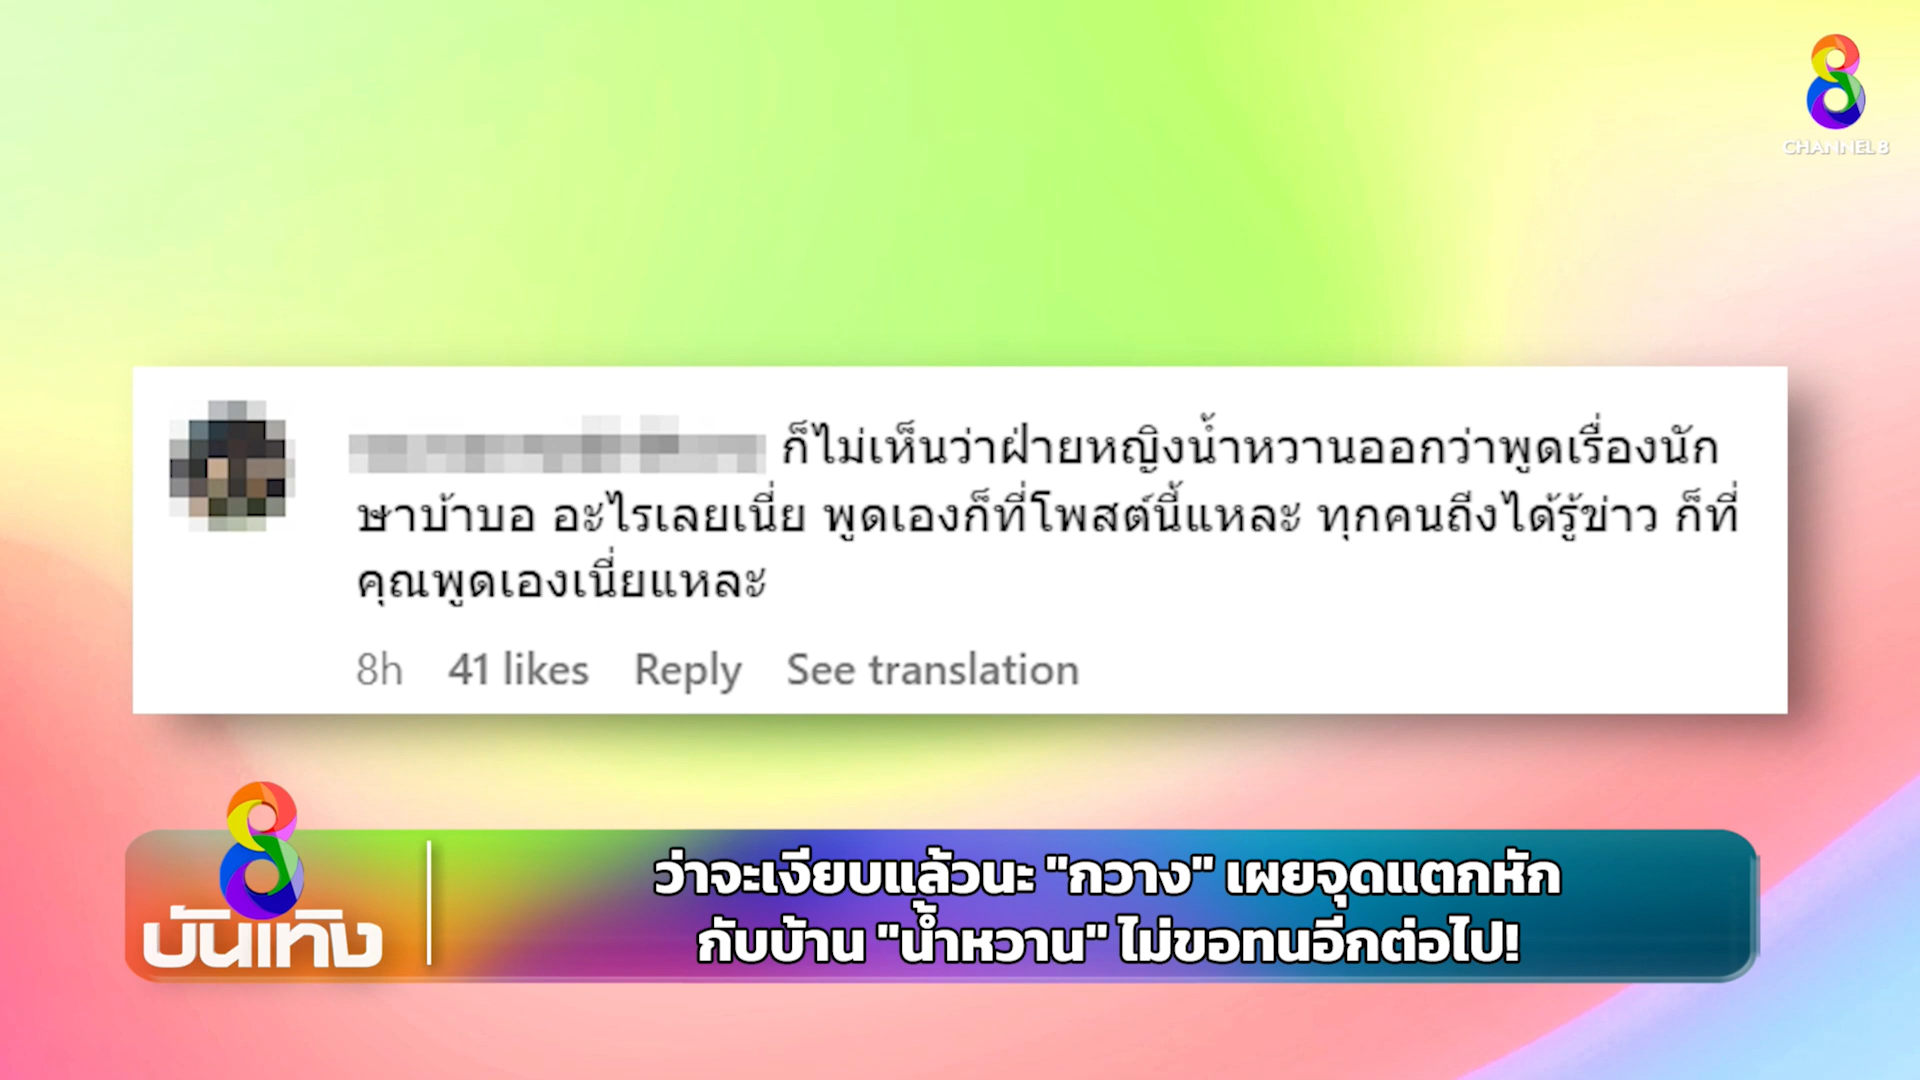 CHANNEL 8
ก็ไม่เห็นว่าฝ่ายหญิงน้ำหวานออกว่าพูดเรื่องนัก
ษาบ้าบอ อะไรเลยเนี่ย พูดเองก็ที่โพสต์นี้แหละ ทุกคนถีงได้รู้ข่าว ก็ที่
คุณพูดเองเนี่ยแหละ
8h 41 likes Reply See translation
8
บันเทิง
ว่าจะเงียบแล้วนะ "กวาง" เผยจุดแตกหัก
กับบ้าน "น้ำหวาน" ไม่ขอทนอีกต่อไป!